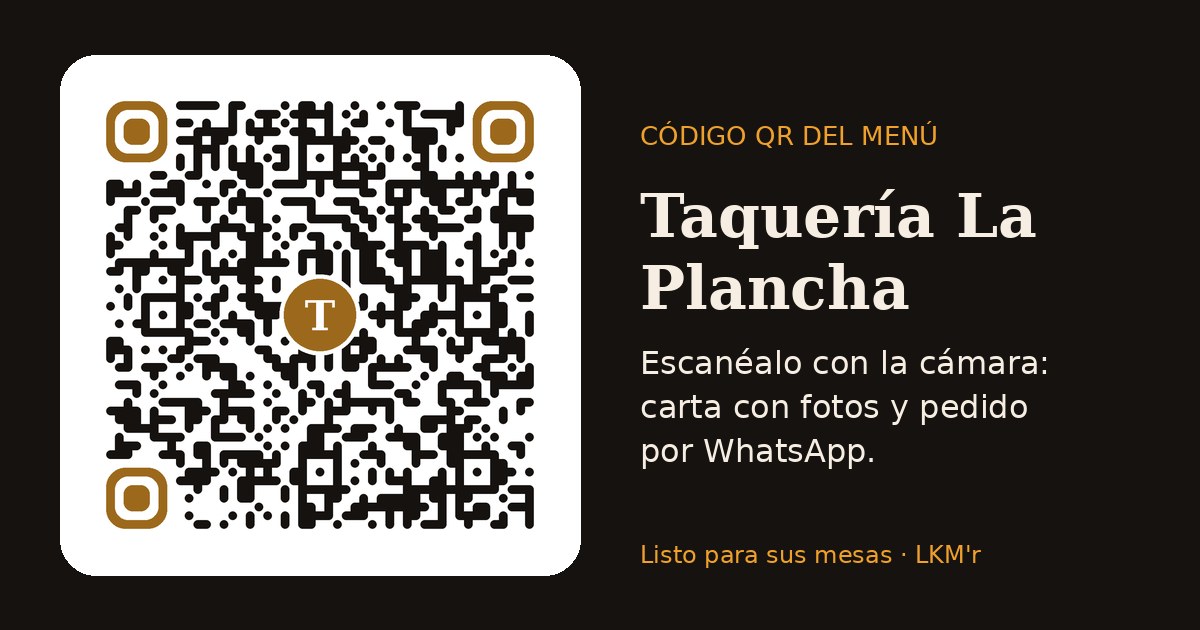 T
CÓDIGO QR DEL MENÚ
Taquería La
Plancha
Escanéalo con la cámara:
carta con fotos y pedido
por WhatsApp.
Listo para sus mesas · LKM'r